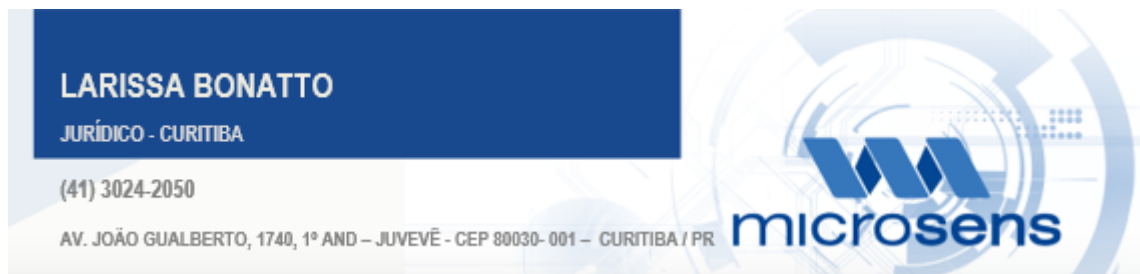 LARISSA BONATTO
JURÍDICO - CURITIBA
(41) 3024-2050
AV. JOÃO GUALBERTO, 1740, 1º AND – JUVEVÊ - CEP 80030- 001 – CURITIBA / PR
microsens